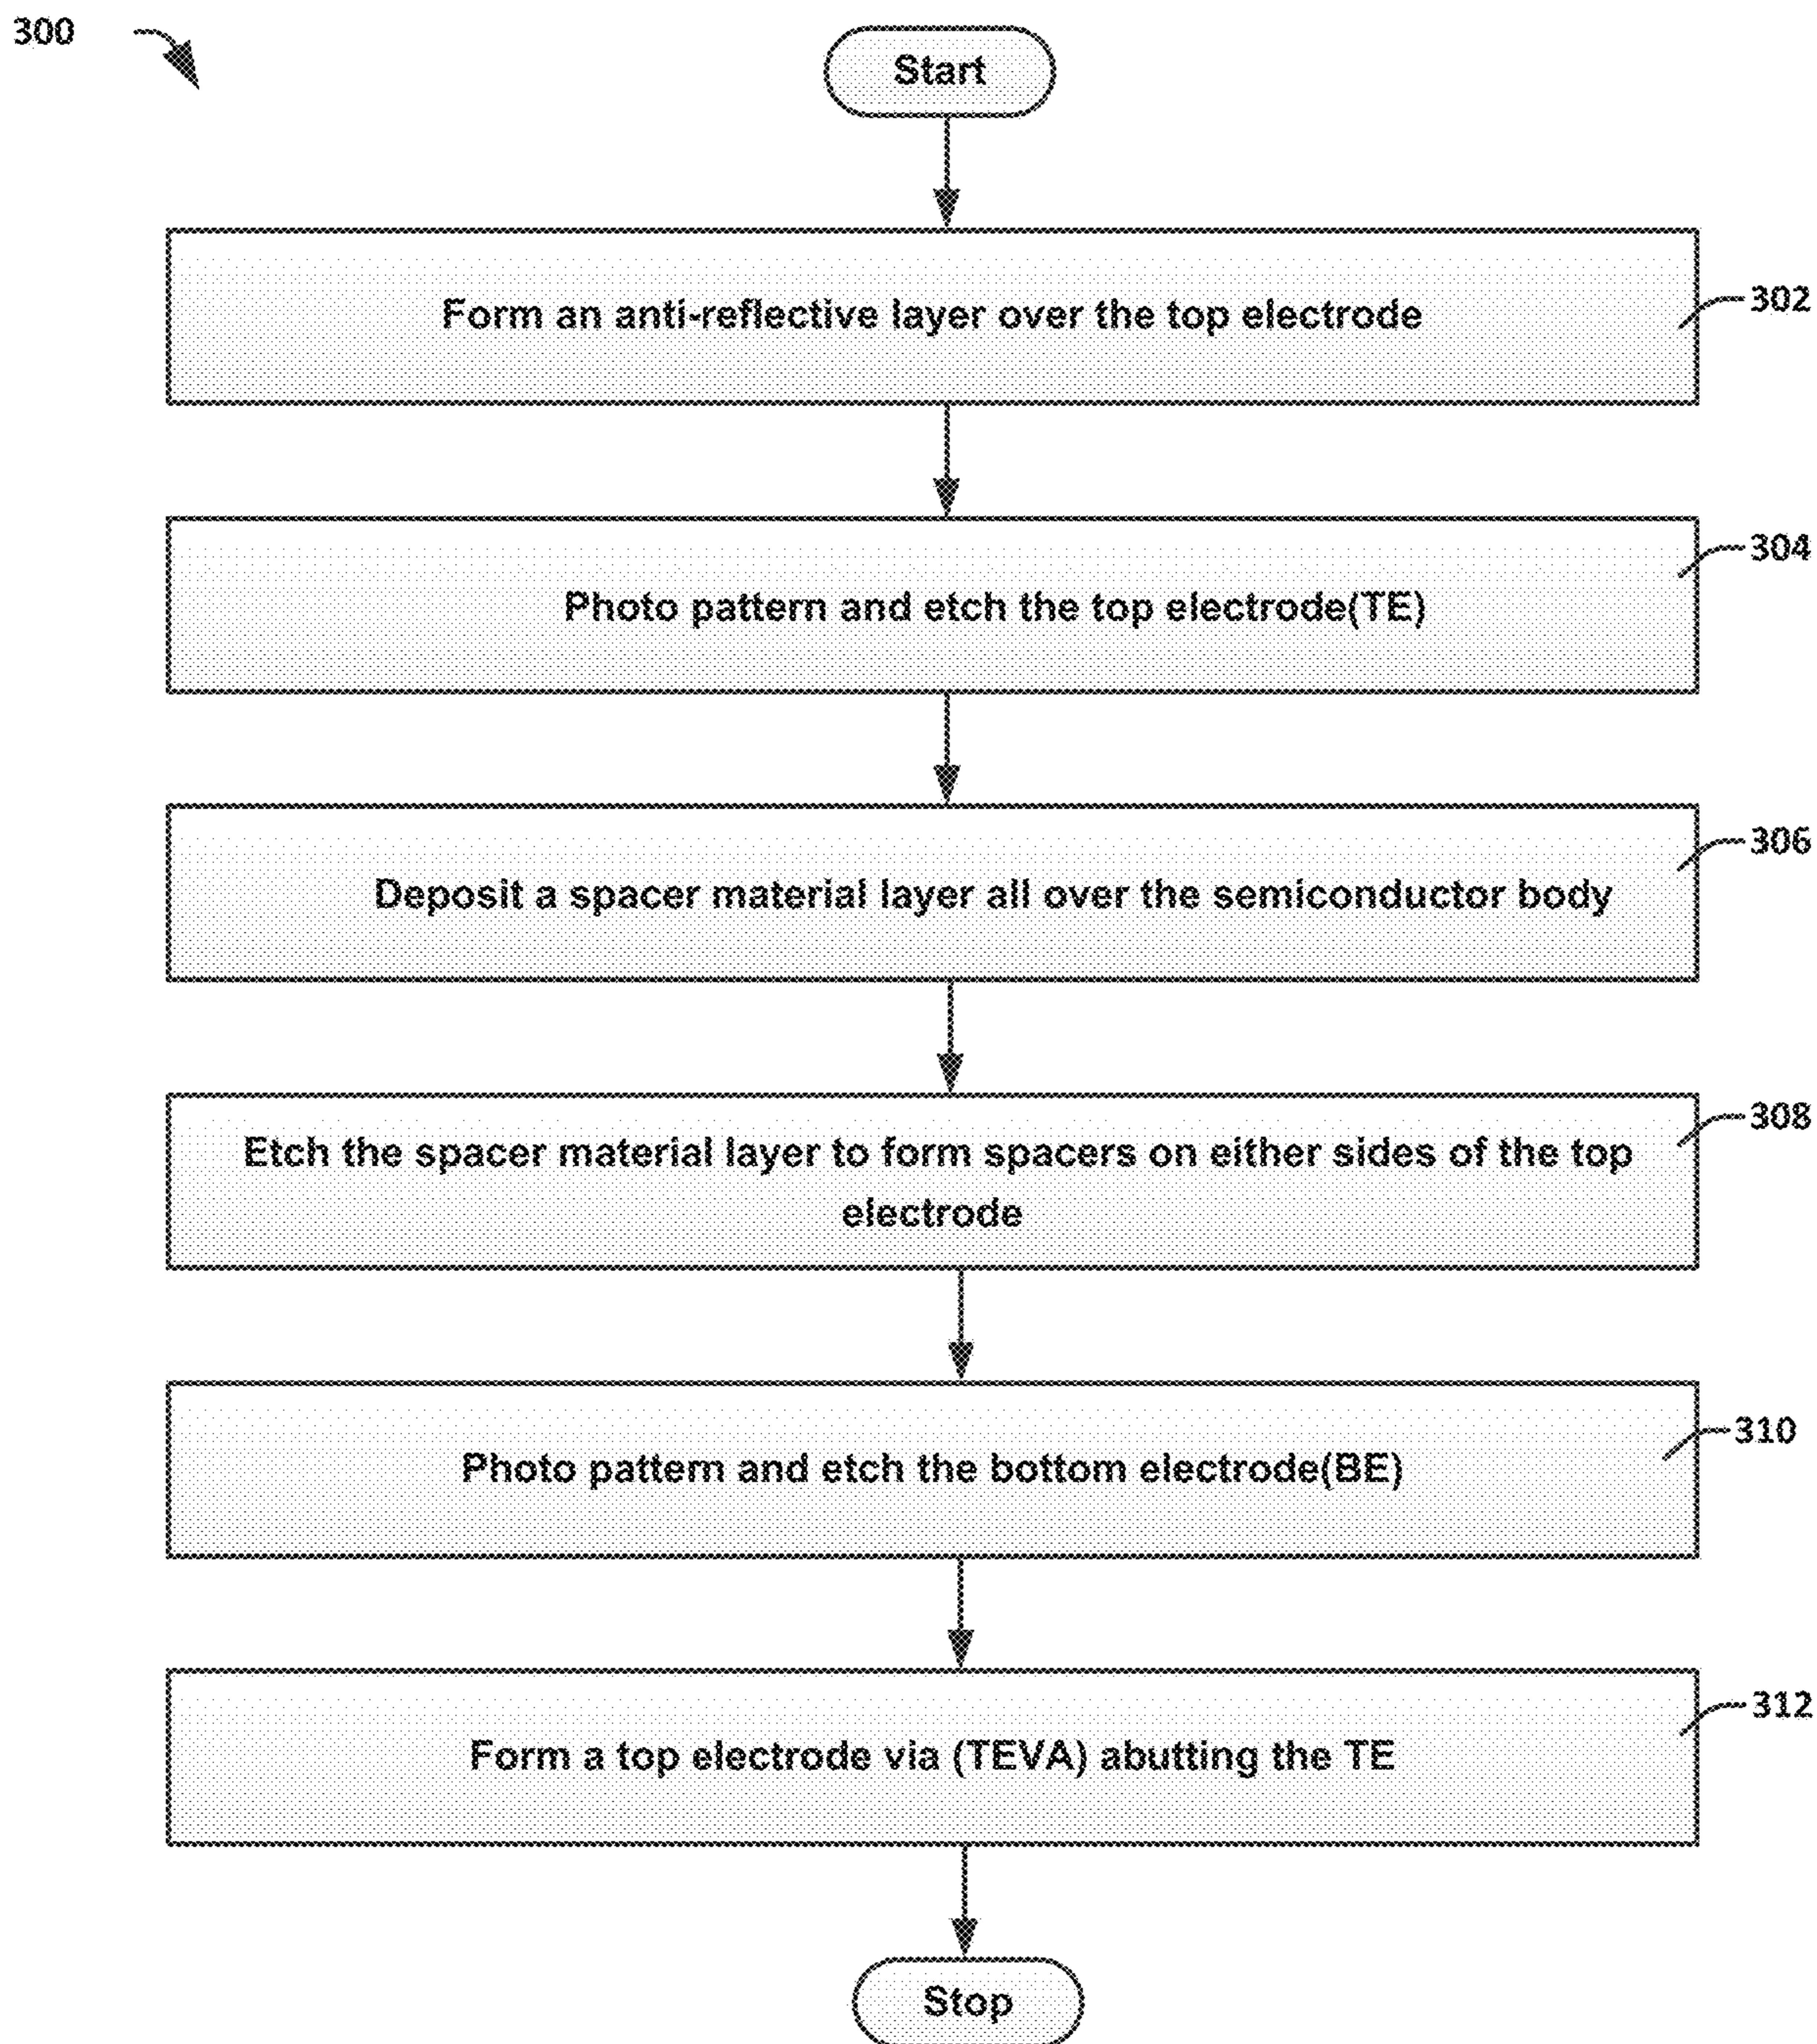 300
Start
Form an anti-reflective layer over the top electrode
302
Photo pattern and etch the top electrode(TE)
304
Deposit a spacer material layer all over the semiconductor body
306
Etch the spacer material layer to form spacers on either sides of the top
electrode
308
Photo pattern and etch the bottom electrode(BE)
310
Form a top electrode via (TEVA) abutting the TE
312
Stop